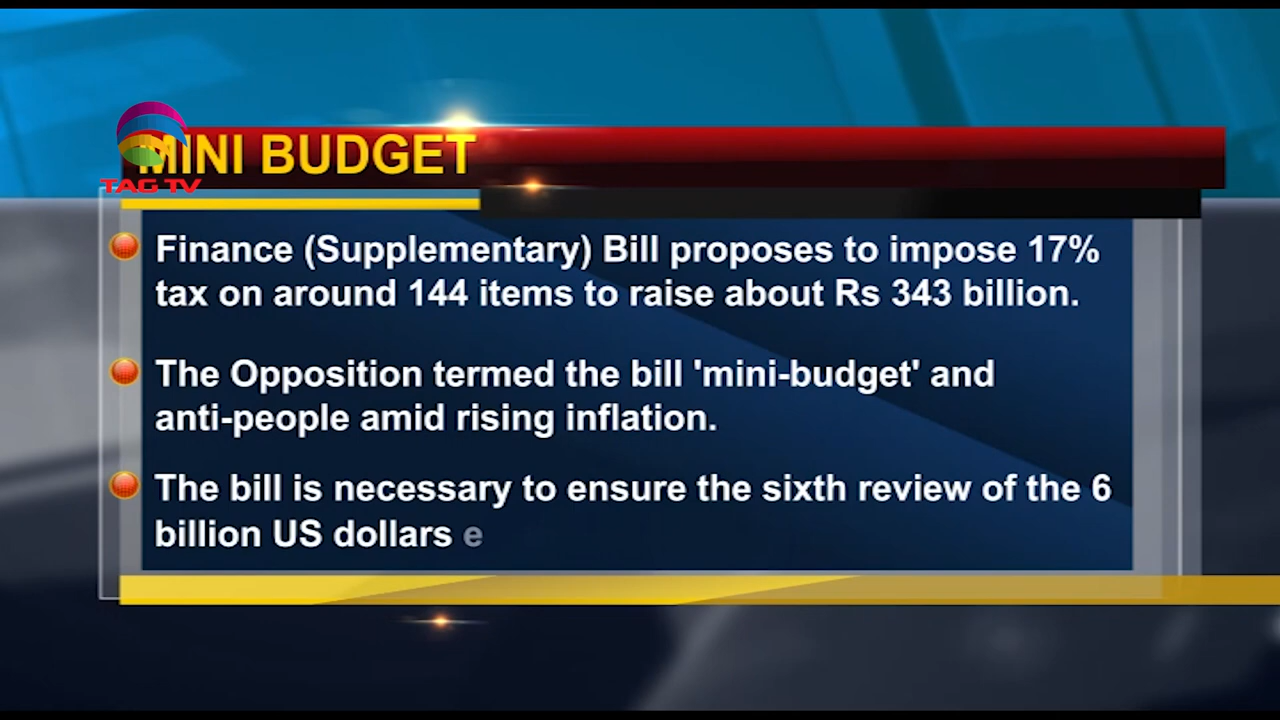 MINI BUDGET
TAG TV
Finance (Supplementary) Bill proposes to impose 17%
tax on around 144 items to raise about Rs 343 billion.
The Opposition termed the bill 'mini-budget' and
anti-people amid rising inflation.
The bill is necessary to ensure the sixth review of the 6
billion US dollars e